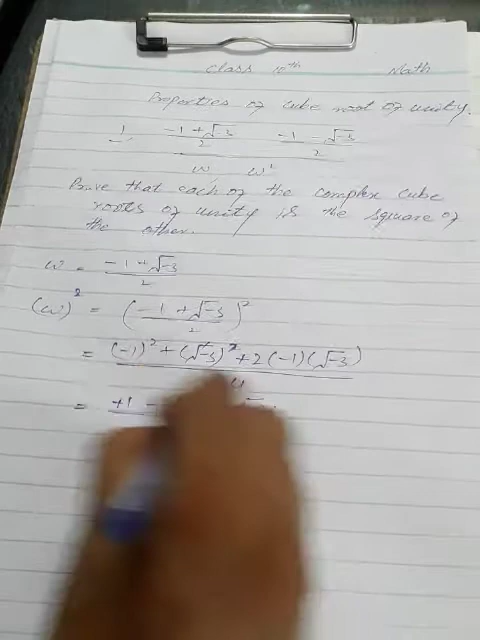 Class 10th Math
Properties of cube root of unity.
1 (-1+√-3)/2 (-1-√-3)/2
w w²
Prove that each of the complex cube
roots of unity is the square of
the other.
w = (-1+√-3)/2
(w)² = ((-1+√-3)/2)²
= ((-1)²+(√-3)²+2(-1)(√-3))/4
= +1 -